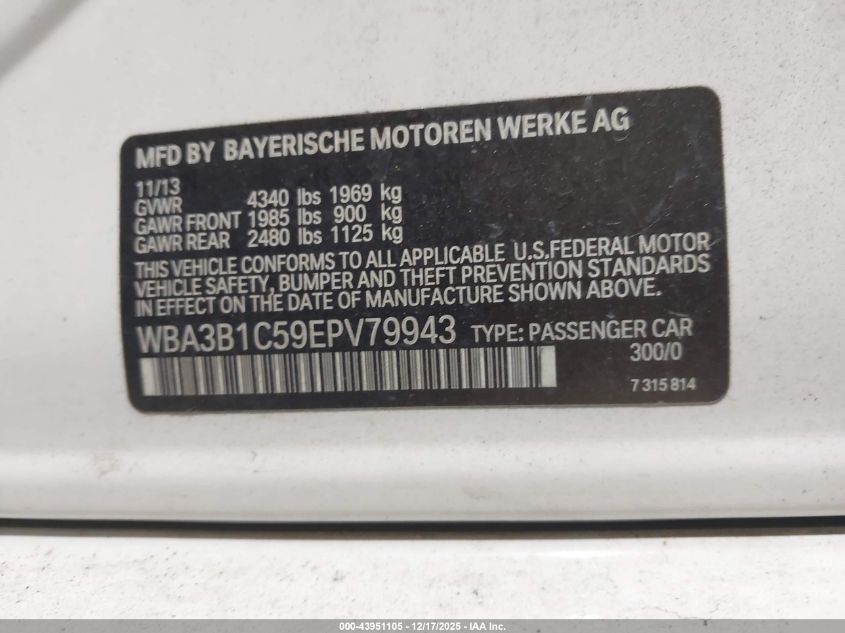 MFD BY BAYERISCHE MOTOREN WERKE AG
11/13
GVWR 4340 lbs 1969 kg
GAWR FRONT 1985 lbs 900 kg
GAWR REAR 2480 lbs 1125 kg
THIS VEHICLE CONFORMS TO ALL APPLICABLE U.S.FEDERAL MOTOR
VEHICLE SAFETY, BUMPER AND THEFT PREVENTION STANDARDS
IN EFFECT ON THE DATE OF MANUFACTURE SHOWN ABOVE.
WBA3B1C59EPV79943 TYPE: PASSENGER CAR
300/0
7 315 814
000-43951105 - 12/17/2025 - IAA Inc.